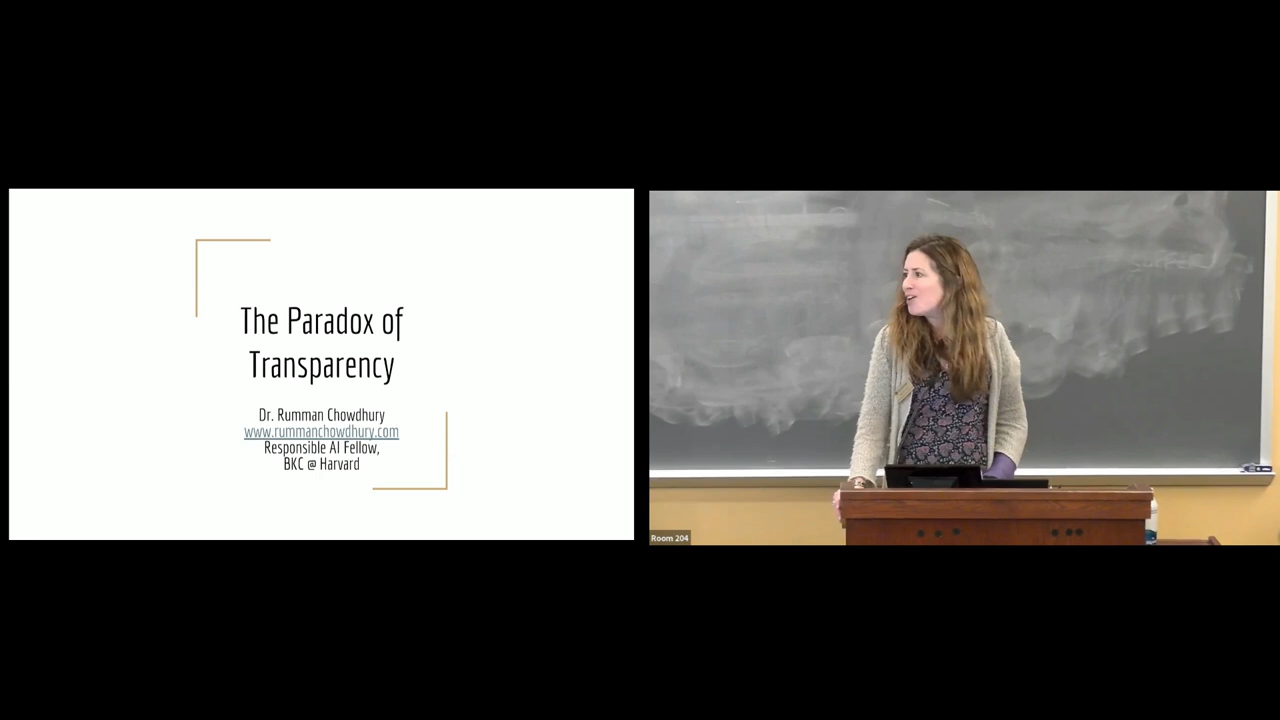 The Paradox of
Transparency
Dr. Rumman Chowdhury
www.rummanchowdhury.com
Responsible AI Fellow,
BKC @ Harvard
Room 204